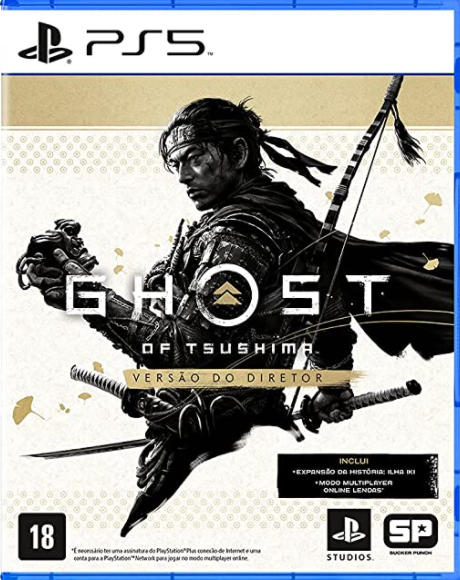 PS5
GHOST
OF TSUSHIMA
VERSÃO DO DIRETOR
INCLUI
•EXPANSÃO DA HISTÓRIA: ILHA IKI
•MODO MULTIPLAYER
ONLINE LENDAS*
18
*É necessário ter uma assinatura do PlayStation®Plus conexão de Internet e uma
conta para a PlayStation™Network para jogar no modo multiplayer online.
STUDIOS
SP
SUCKER PUNCH